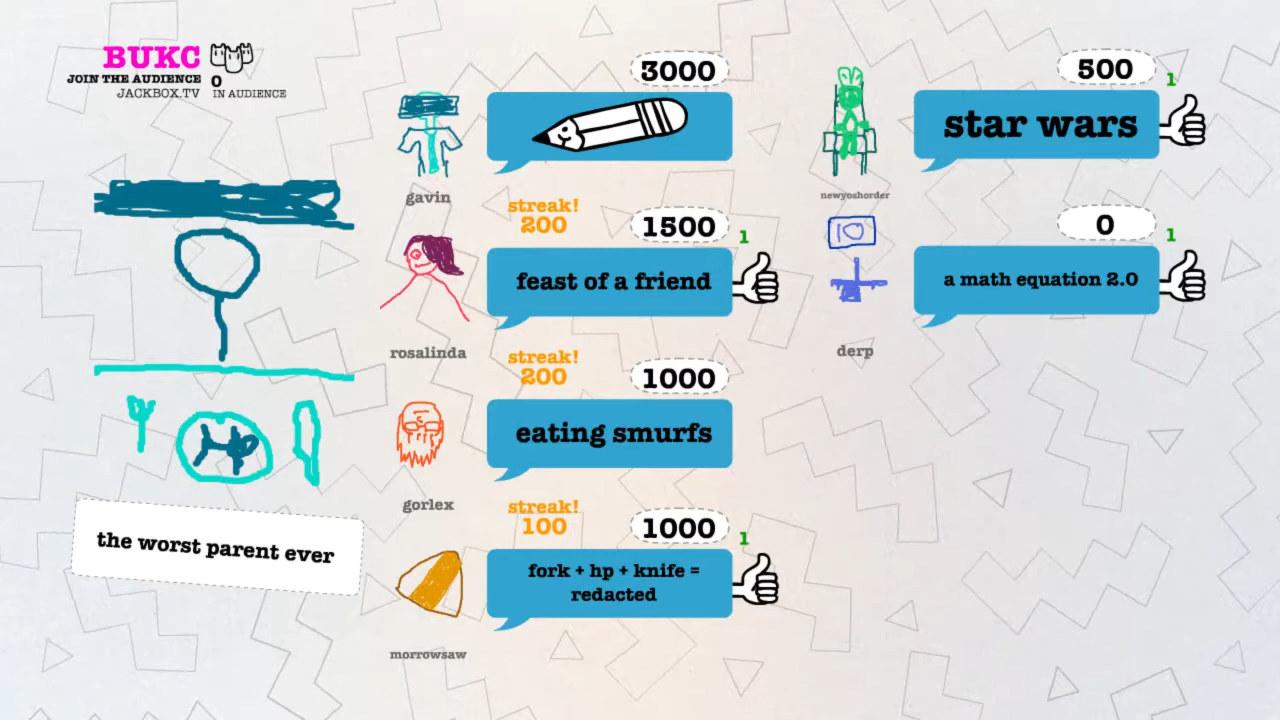 BUKC
JOIN THE AUDIENCE
JACKBOX.TV
0
IN AUDIENCE
the worst parent ever
3000
gavin
streak!
200
1500
1
feast of a friend
rosalinda
streak!
200
1000
eating smurfs
gorlex
streak!
100
1000
1
fork + hp + knife =
redacted
morrowsaw
500
1
star wars
newyoshorder
0
1
a math equation 2.0
derp